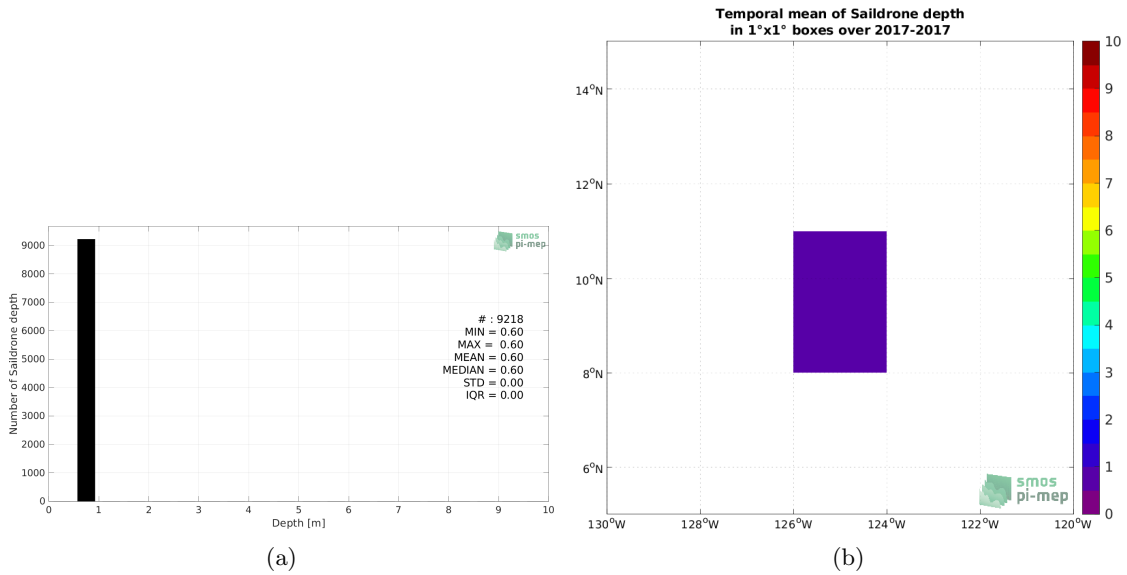 9000
8000
7000
6000
5000
4000
3000
2000
1000
0
Number of Saildrone depth
0 1 2 3 4 5 6 7 8 9 10
Depth [m]
smos
pi-mep
# : 9218
MIN = 0.60
MAX = 0.60
MEAN = 0.60
MEDIAN = 0.60
STD = 0.00
IQR = 0.00
(a)
Temporal mean of Saildrone depth
in 1°x1° boxes over 2017-2017
14°N
12°N
10°N
8°N
6°N
130°W 128°W 126°W 124°W 122°W 120°W
smos
pi-mep
10
9
8
7
6
5
4
3
2
1
0
(b)